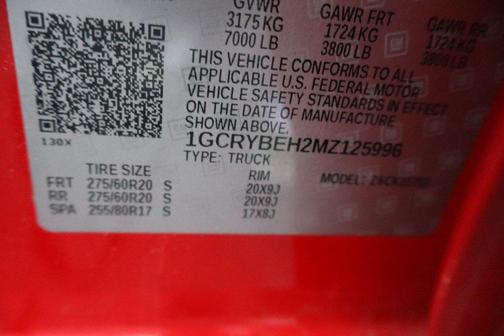 GVWR GAWR FRT GAWR RR
3175 KG 1724 KG 1724 KG
7000 LB 3800 LB 3800 LB
THIS VEHICLE CONFORMS TO ALL
APPLICABLE U.S. FEDERAL MOTOR
VEHICLE SAFETY STANDARDS IN EFFECT
ON THE DATE OF MANUFACTURE
SHOWN ABOVE.
130X
1GCRYBEH2MZ125996
TYPE: TRUCK
TIRE SIZE RIM MODEL:
FRT 275/60R20 S 20X9J
RR 275/60R20 S 20X9J
SPA 255/80R17 S 17X8J